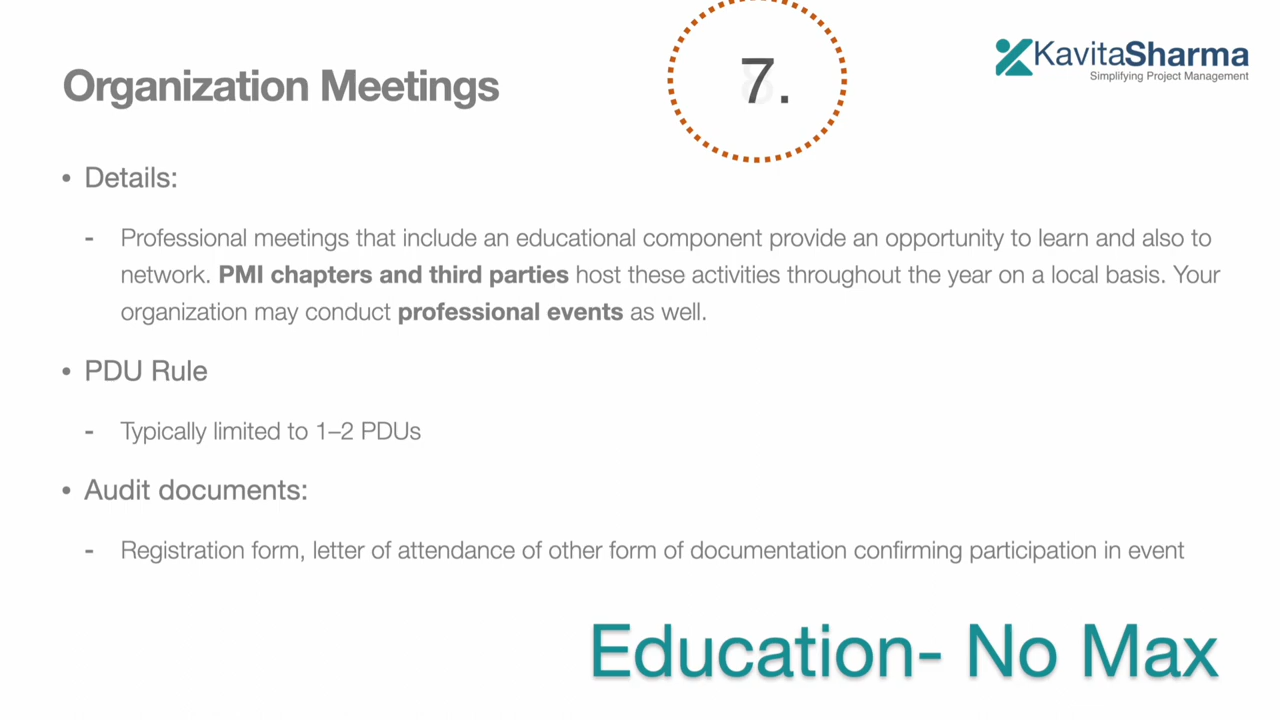 Organization Meetings
7.
KavitaSharma
Simplifying Project Management
• Details:
- Professional meetings that include an educational component provide an opportunity to learn and also to
network. PMI chapters and third parties host these activities throughout the year on a local basis. Your
organization may conduct professional events as well.
• PDU Rule
- Typically limited to 1–2 PDUs
• Audit documents:
- Registration form, letter of attendance of other form of documentation confirming participation in event
Education- No Max